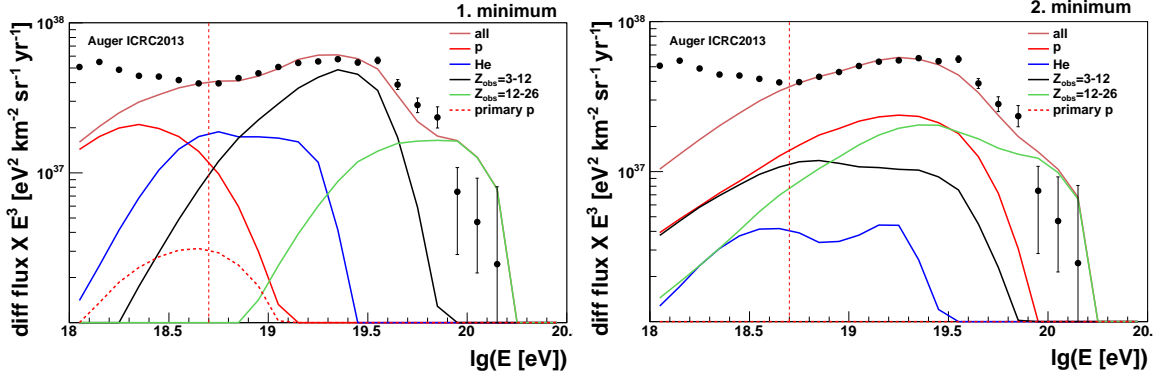 1. minimum
diff flux X E³ [eV² km⁻² sr⁻¹ yr⁻¹]
10³⁸
10³⁷
Auger ICRC2013
all
p
He
Z_obs=3-12
Z_obs=12-26
primary p
18 18.5 19 19.5 20 20.
lg(E [eV])
2. minimum
diff flux X E³ [eV² km⁻² sr⁻¹ yr⁻¹]
10³⁸
10³⁷
Auger ICRC2013
all
p
He
Z_obs=3-12
Z_obs=12-26
primary p
18 18.5 19 19.5 20 20.
lg(E [eV])